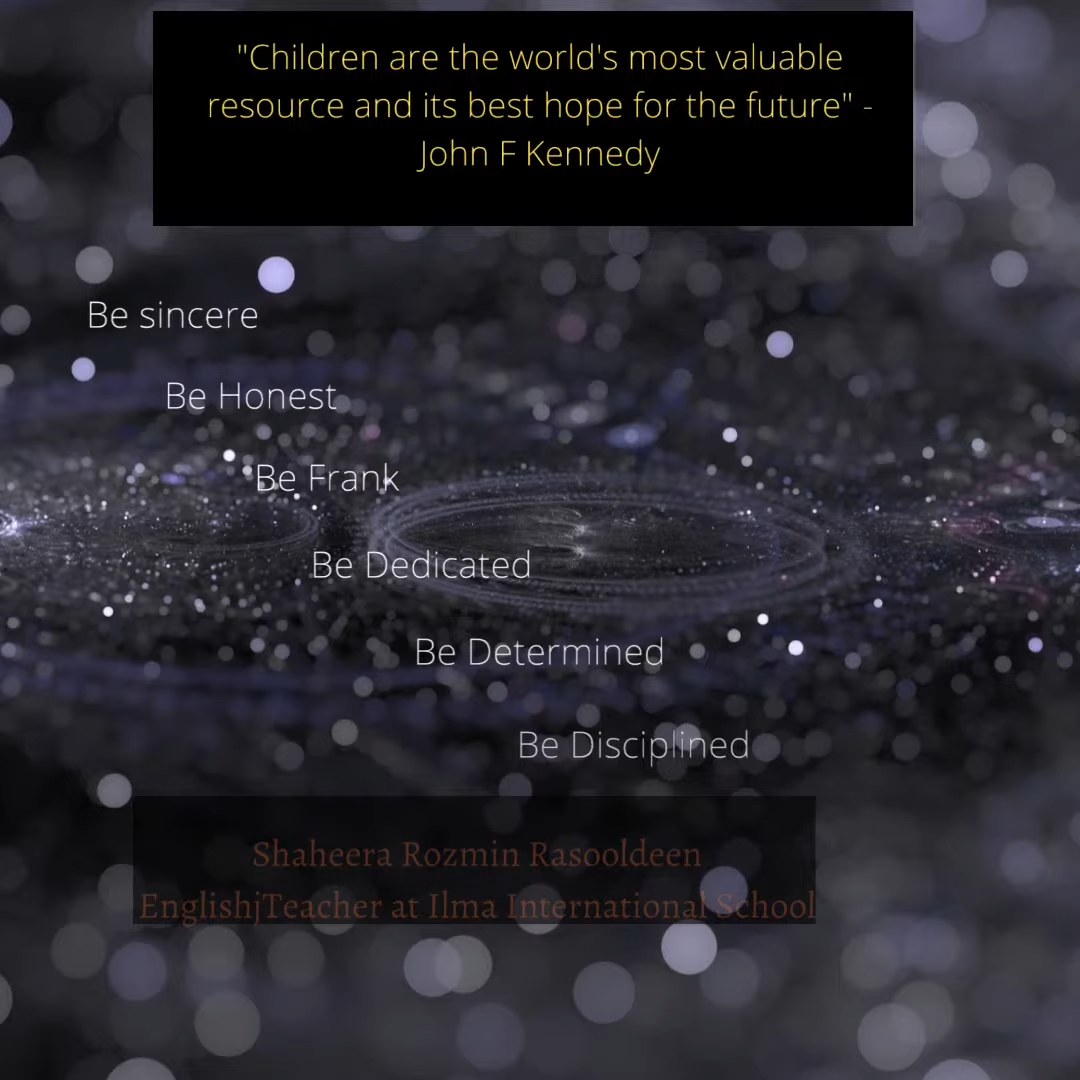 "Children are the world's most valuable
resource and its best hope for the future" -
John F Kennedy
Be sincere
Be Honest
Be Frank
Be Dedicated
Be Determined
Be Disciplined
Shaheera Rozmin Rasooldeen
EnglishjTeacher at Ilma International School